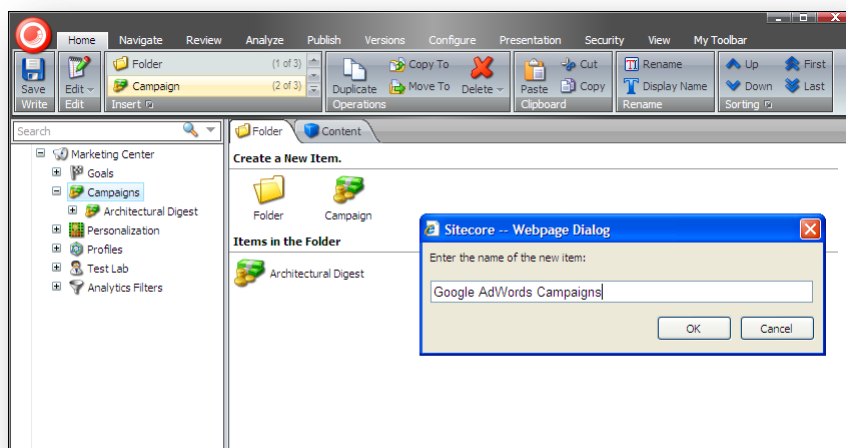 Home Navigate Review Analyze Publish Versions Configure Presentation Security View My Toolbar
Folder (1 of 3) Copy To Cut Rename Up First
Save Edit Campaign (2 of 3) Duplicate Move To Delete Paste Copy Display Name Down Last
Write Edit Insert Operations Clipboard Rename Sorting
Search
Folder Content
Marketing Center
Goals
Campaigns
Architectural Digest
Personalization
Profiles
Test Lab
Analytics Filters
Create a New Item.
Folder Campaign
Items in the Folder
Architectural Digest
Sitecore -- Webpage Dialog
Enter the name of the new item:
Google AdWords Campaigns
OK Cancel